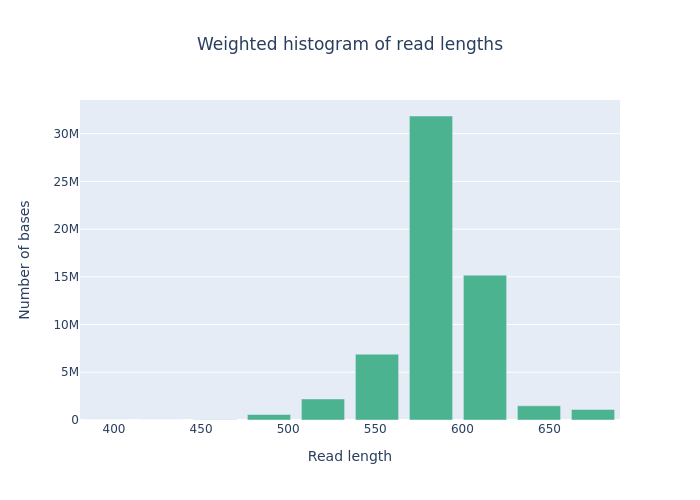 Weighted histogram of read lengths
30M
25M
20M
15M
10M
5M
0
Number of bases
400 450 500 550 600 650
Read length